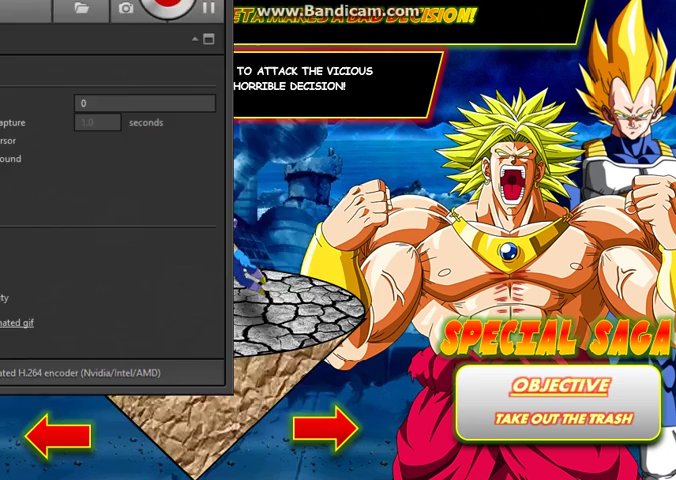 www.Bandicam.com
ETA MAKES A BAD DECISION!
TO ATTACK THE VICIOUS
HORRIBLE DECISION!
0
apture
1.0 seconds
rsor
ound
ty
nated gif
ated H.264 encoder (Nvidia/Intel/AMD)
SPECIAL SAGA
OBJECTIVE
TAKE OUT THE TRASH